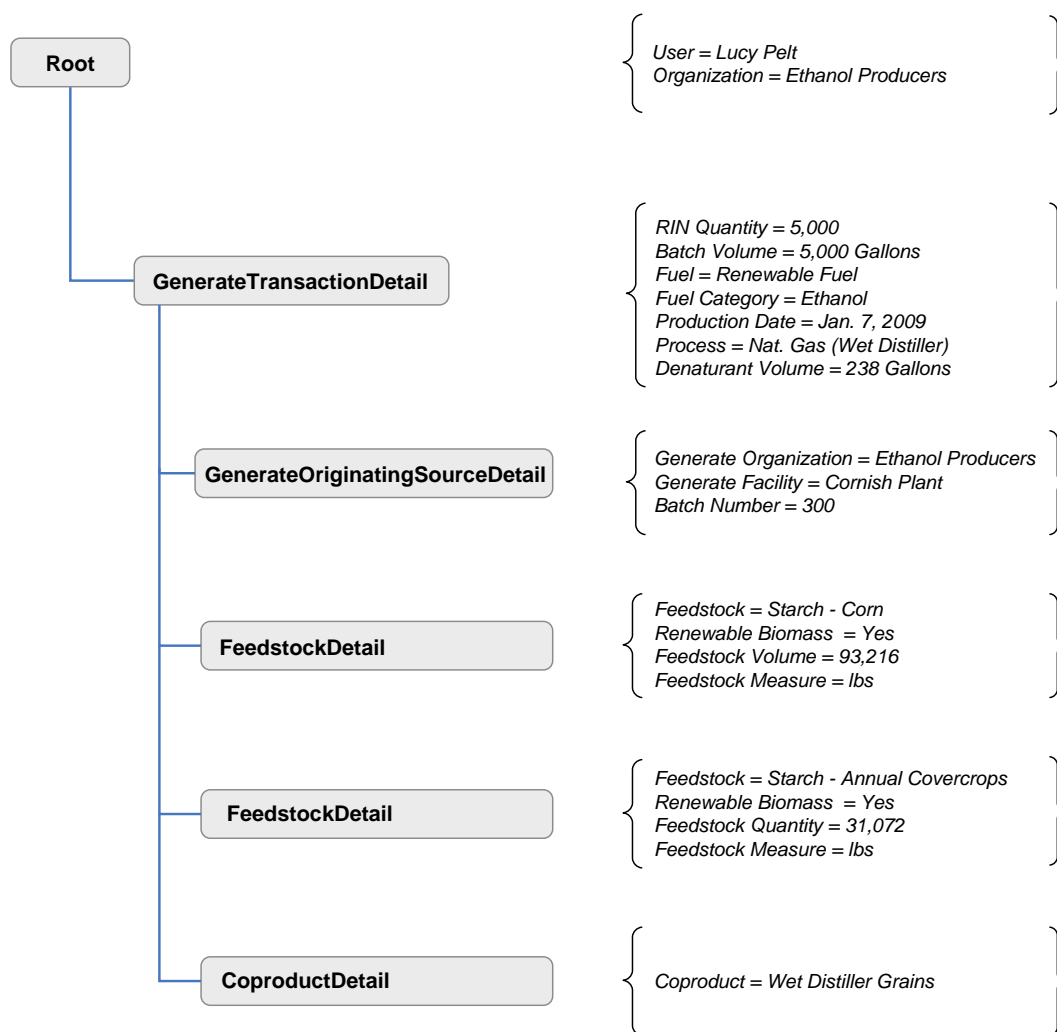 Root
User = Lucy Pelt
Organization = Ethanol Producers
GenerateTransactionDetail
RIN Quantity = 5,000
Batch Volume = 5,000 Gallons
Fuel = Renewable Fuel
Fuel Category = Ethanol
Production Date = Jan. 7, 2009
Process = Nat. Gas (Wet Distiller)
Denaturant Volume = 238 Gallons
GenerateOriginatingSourceDetail
Generate Organization = Ethanol Producers
Generate Facility = Cornish Plant
Batch Number = 300
FeedstockDetail
Feedstock = Starch - Corn
Renewable Biomass = Yes
Feedstock Volume = 93,216
Feedstock Measure = lbs
FeedstockDetail
Feedstock = Starch - Annual Covercrops
Renewable Biomass = Yes
Feedstock Quantity = 31,072
Feedstock Measure = lbs
CoproductDetail
Coproduct = Wet Distiller Grains